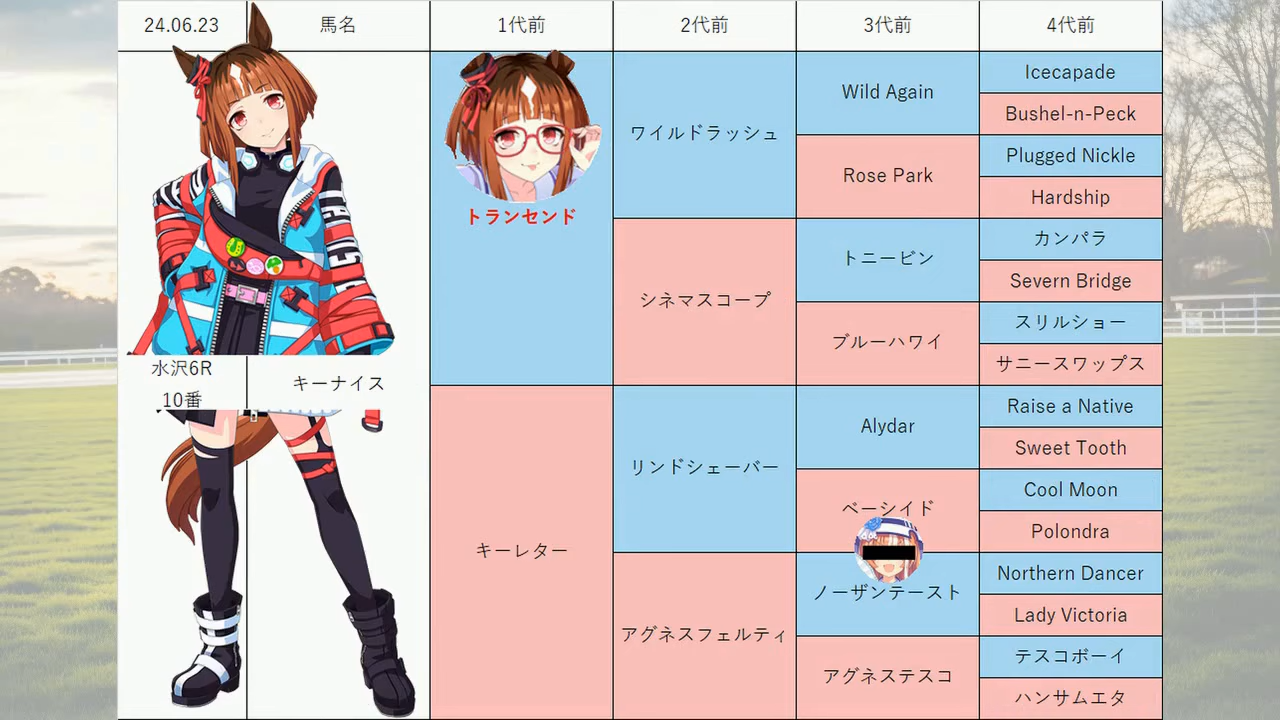 24.06.23
馬名
1代前
2代前
3代前
4代前
トランセンド
水沢6R
10番
キーナイス
キーレター
ワイルドラッシュ
シネマスコープ
リンドシェーバー
アグネスフェルティ
Wild Again
Rose Park
トニービン
ブルーハワイ
Alydar
ベーシイド
ノーザンテースト
アグネステスコ
Icecapade
Bushel-n-Peck
Plugged Nickle
Hardship
カンパラ
Severn Bridge
スリルショー
サニースワップス
Raise a Native
Sweet Tooth
Cool Moon
Polondra
Northern Dancer
Lady Victoria
テスコボーイ
ハンサムエタ